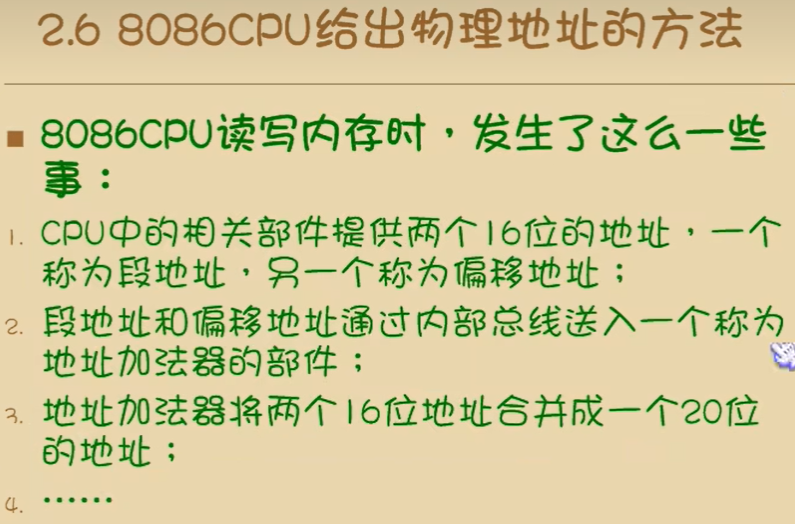 2.6 8086CPU给出物理地址的方法
■ 8086CPU读写内存时，发生了这么一些
事：
1. CPU中的相关部件提供两个16位的地址，一个
称为段地址，另一个称为偏移地址；
2. 段地址和偏移地址通过内部总线送入一个称为
地址加法器的部件；
3. 地址加法器将两个16位地址合并成一个20位
的地址；
4. ……